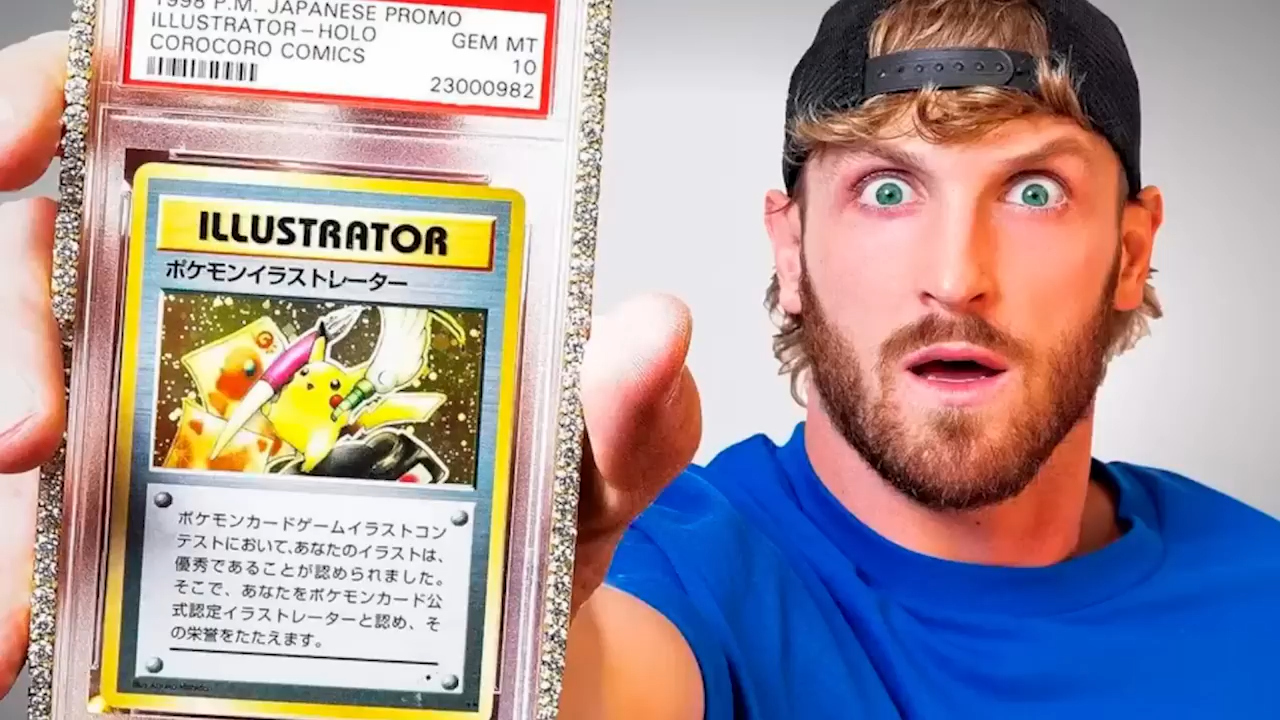 1998 P.M. JAPANESE PROMO
ILLUSTRATOR-HOLO
GEM MT
COROCORO COMICS
10
23000982
ILLUSTRATOR
ポケモンイラストレーター
ポケモンカードゲームイラストコン
テストにおいて、あなたのイラストは、
優秀であることが認められました。
そこで、あなたをポケモンカード公
式認定イラストレーターと認め、そ
の栄誉をたたえます。